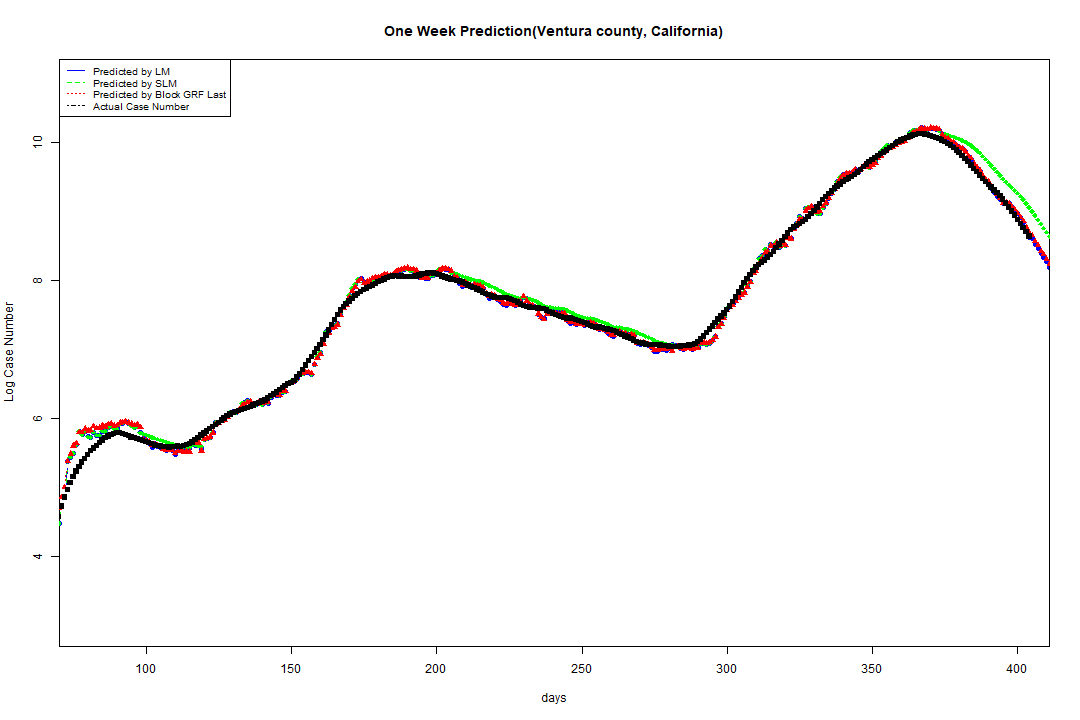 One Week Prediction(Ventura county, California)
Predicted by LM
Predicted by SLM
Predicted by Block GRF Last
Actual Case Number
10
8
6
4
Log Case Number
100 150 200 250 300 350 400
days